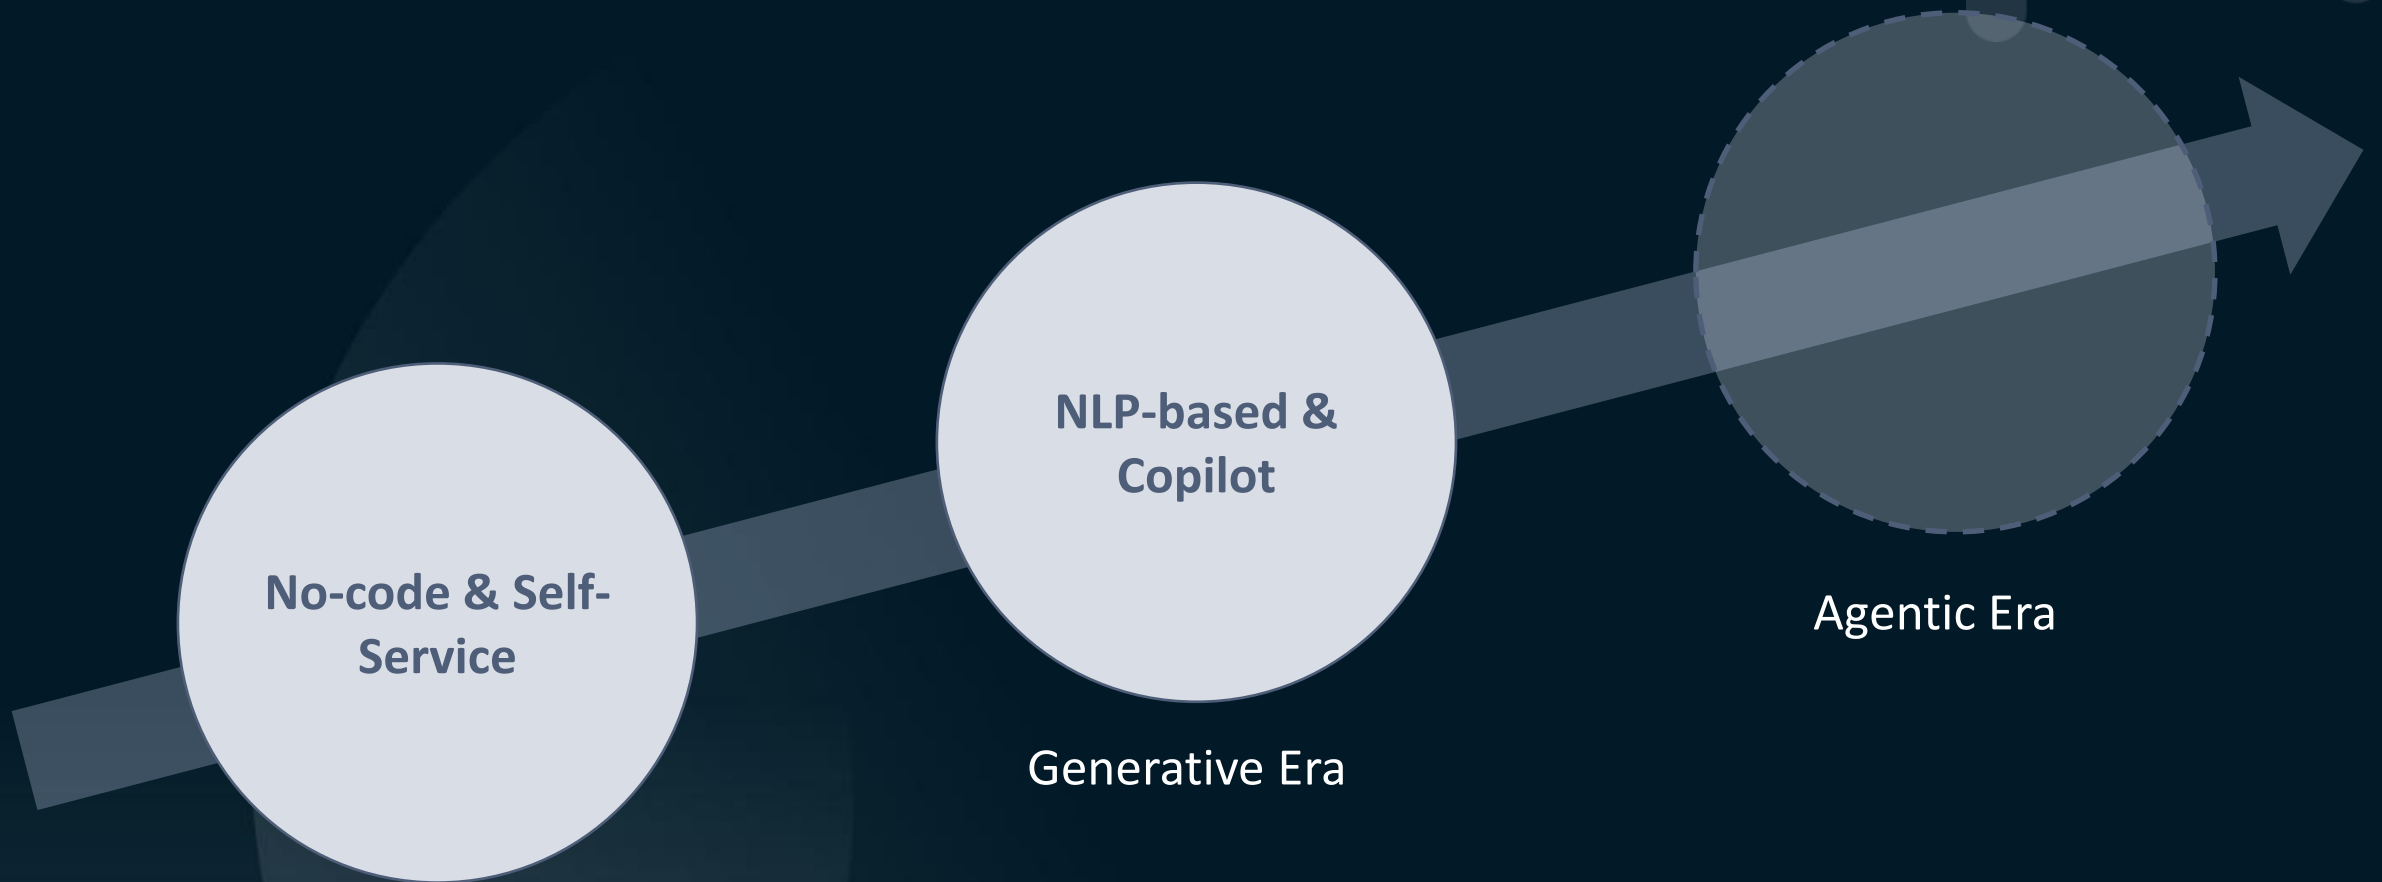 No-code & Self-
Service
NLP-based &
Copilot
Generative Era
Agentic Era